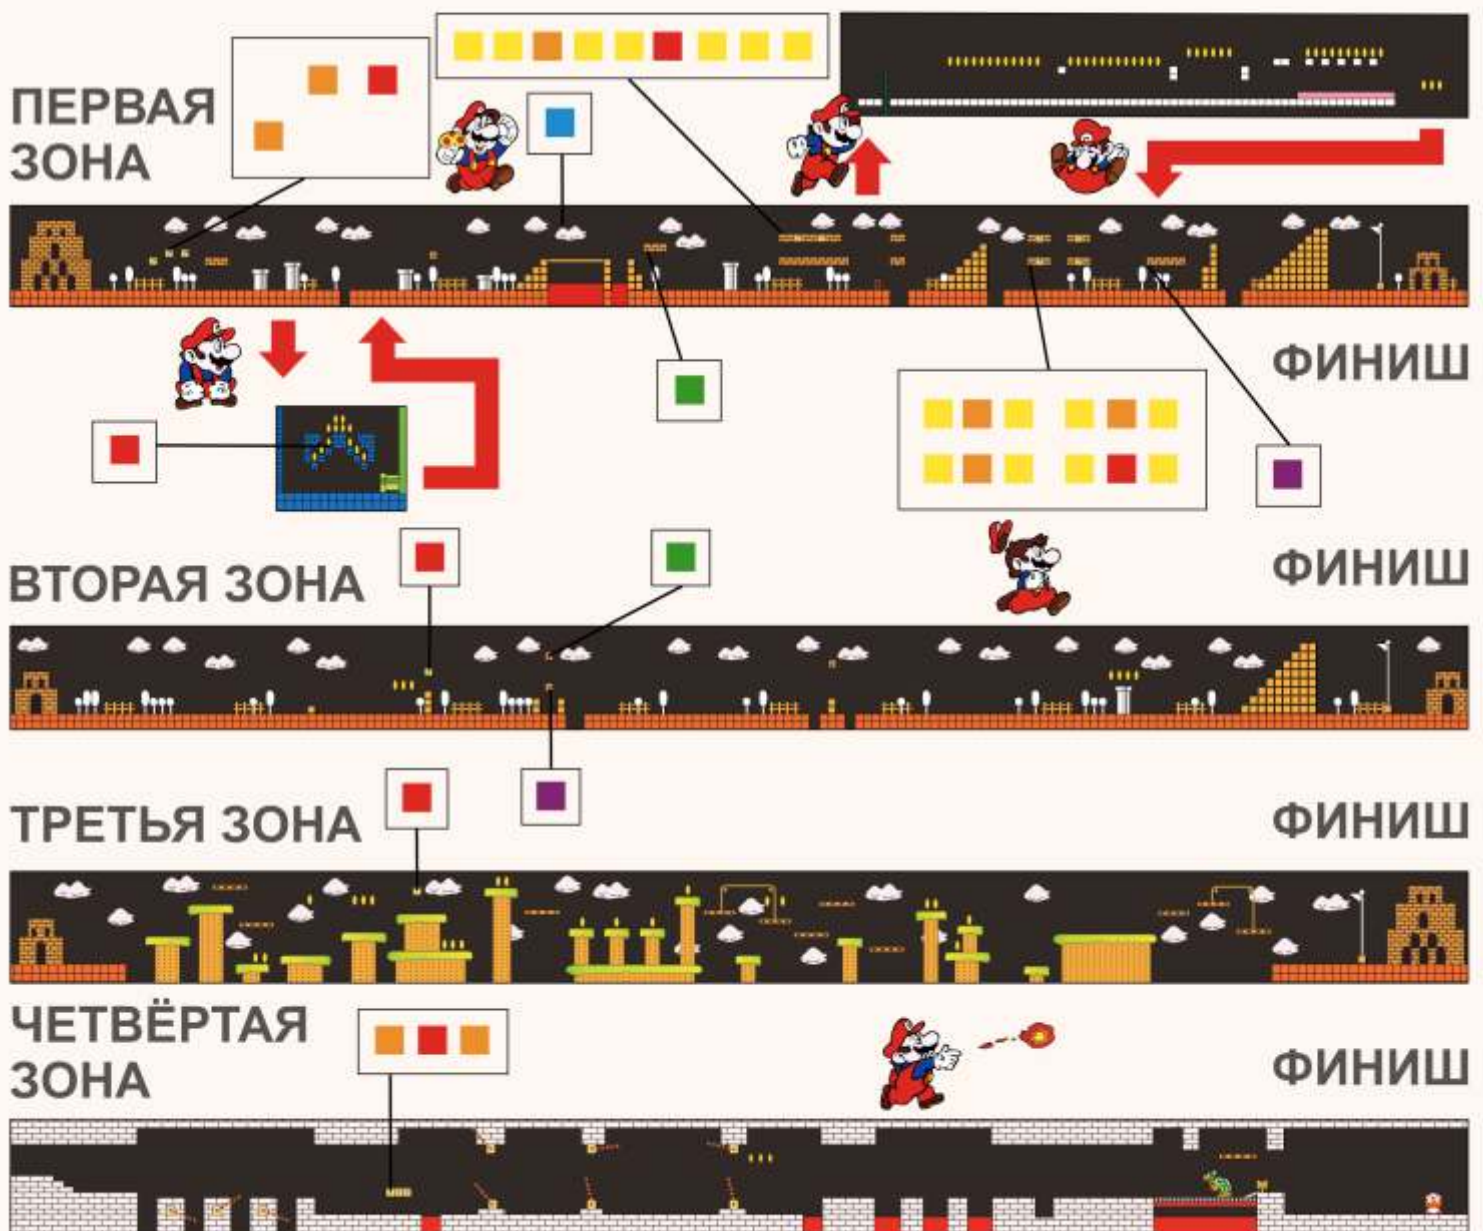 ПЕРВАЯ
ЗОНА
ФИНИШ
ВТОРАЯ ЗОНА
ФИНИШ
ТРЕТЬЯ ЗОНА
ФИНИШ
ЧЕТВЁРТАЯ
ЗОНА
ФИНИШ